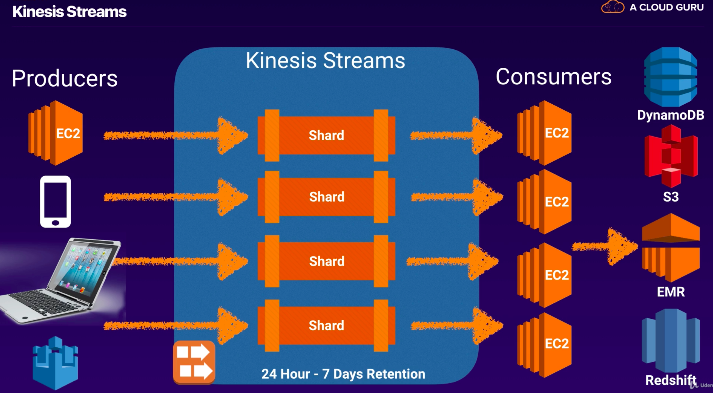 Kinesis Streams
A CLOUD GURU
Producers
Kinesis Streams
Consumers
EC2
Shard
EC2
DynamoDB
Shard
EC2
S3
Shard
EC2
EMR
Shard
EC2
24 Hour - 7 Days Retention
Redshift